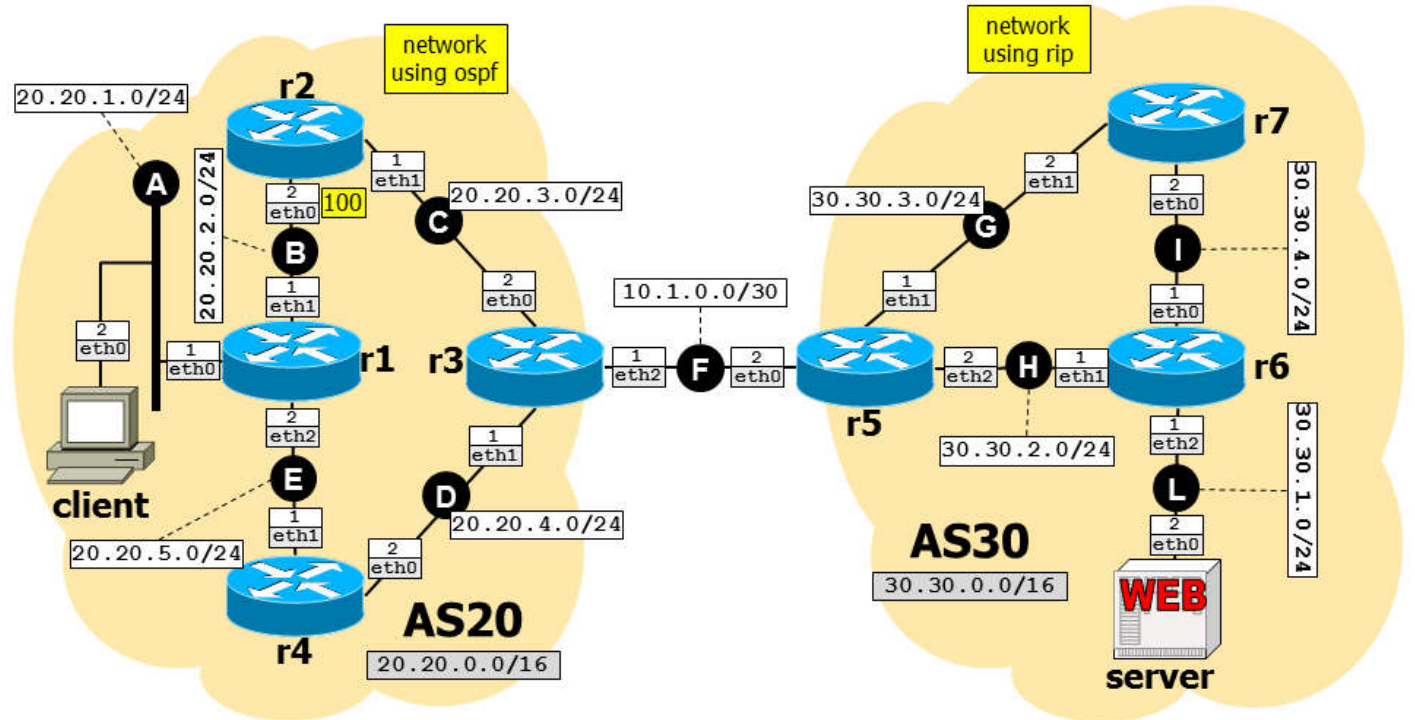 network
using ospf
network
using rip
r2
20.20.1.0/24
r7
A
20.20.2.0/24
2
eth0
100
1
eth1
20.20.3.0/24
C
B
1
eth1
2
eth0
2
eth1
30.30.3.0/24
G
2
eth0
I
30.30.4.0/24
1
eth0
10.1.0.0/30
2
eth0
1
eth0
r1
r3
1
eth2
F
2
eth0
1
eth1
r5
2
eth2
H
1
eth1
r6
30.30.2.0/24
client
2
eth2
E
1
eth1
20.20.5.0/24
1
eth1
D
20.20.4.0/24
2
eth0
r4
AS20
20.20.0.0/16
AS30
30.30.0.0/16
1
eth2
L
30.30.1.0/24
2
eth0
WEB
server